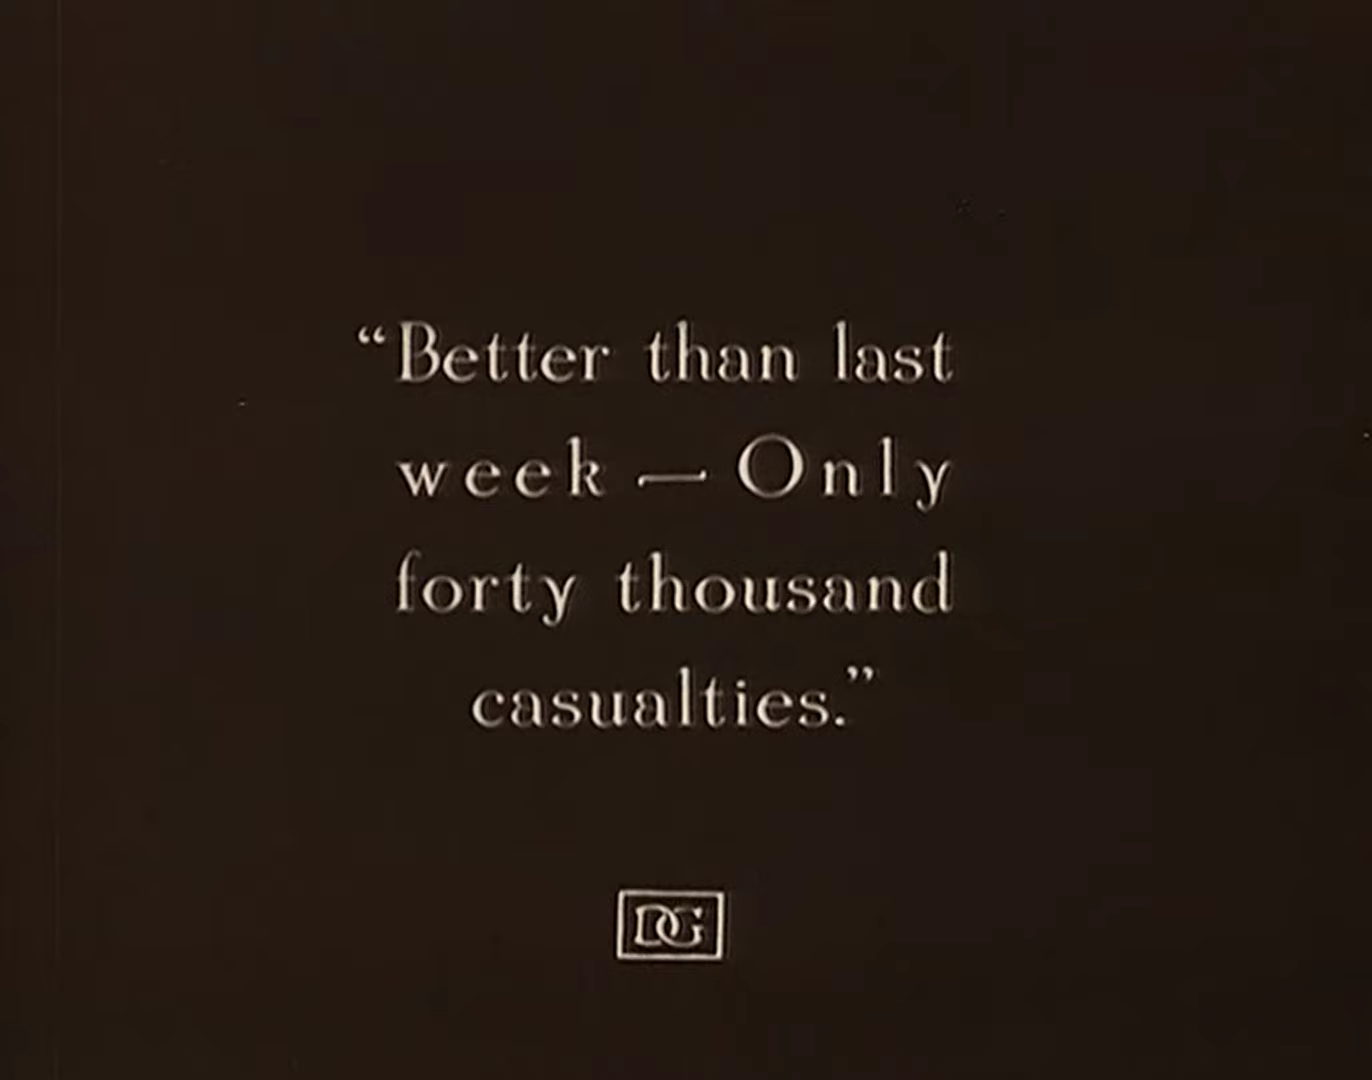 “Better than last
week — Only
forty thousand
casualties.”
DG